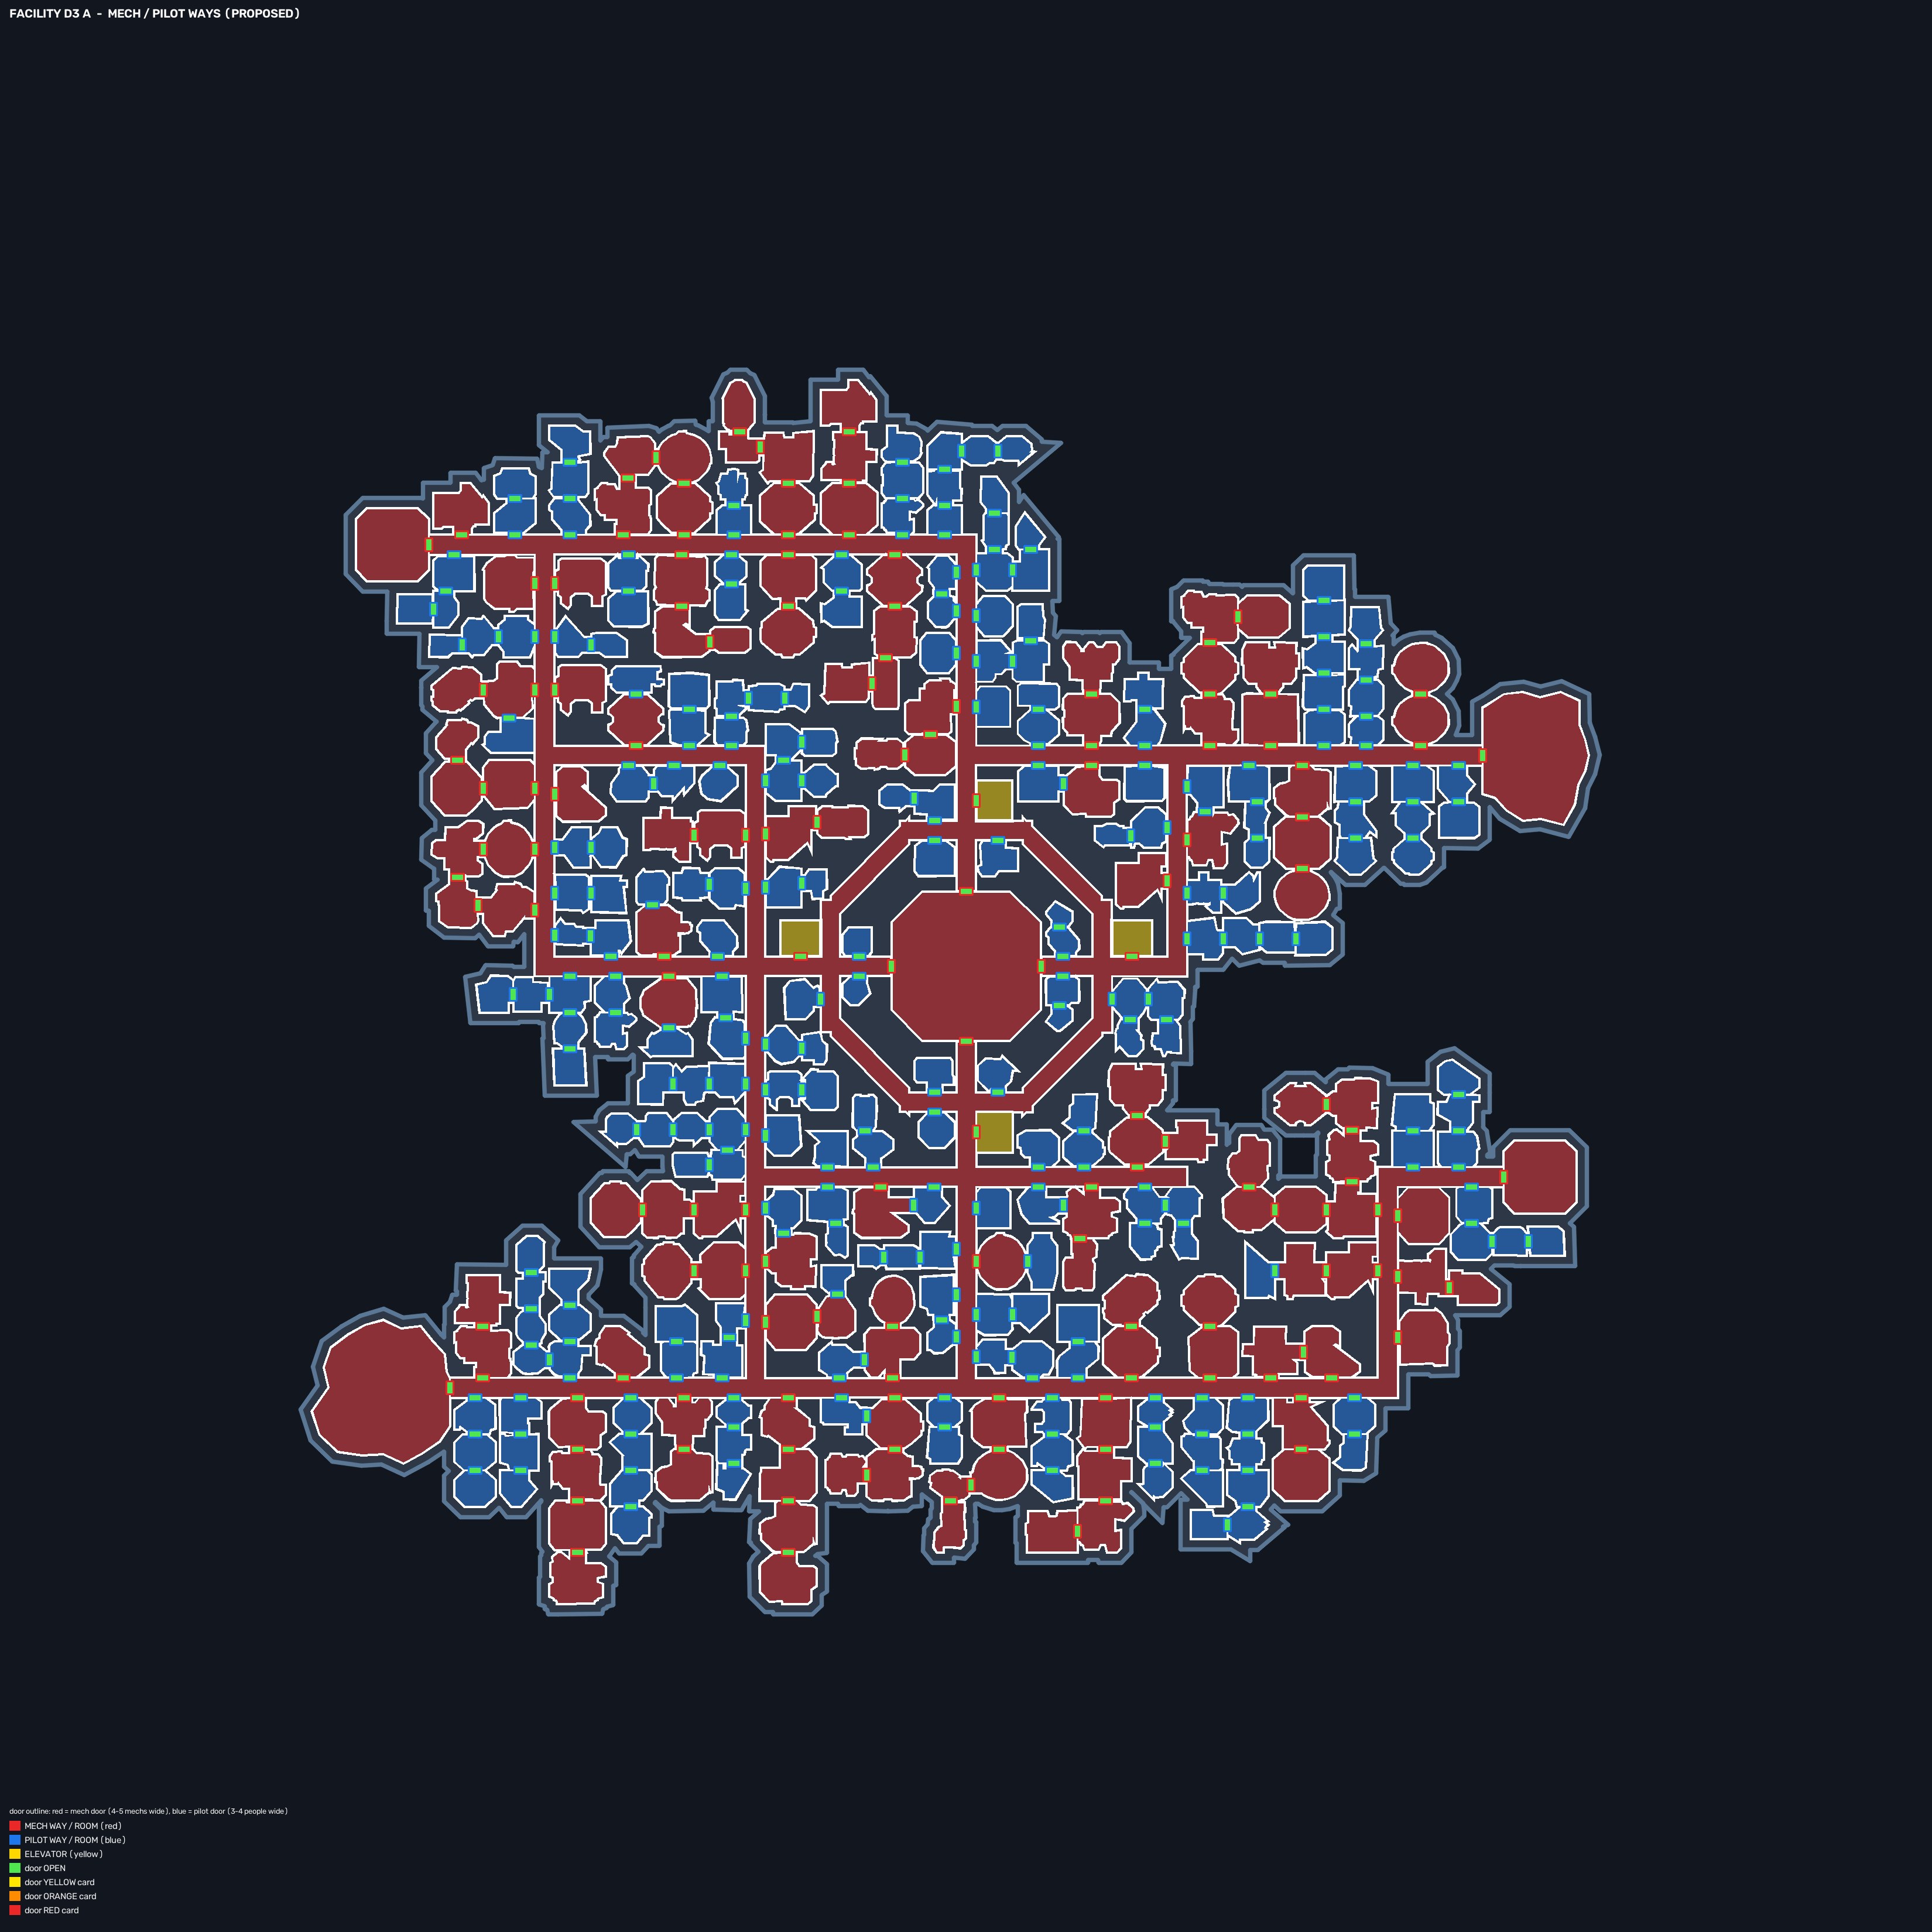 FACILITY D3 A - MECH / PILOT WAYS (PROPOSED)
door outline: red = mech door (4-5 mechs wide), blue = pilot door (3-4 people wide)
MECH WAY / ROOM (red)
PILOT WAY / ROOM (blue)
ELEVATOR (yellow)
door OPEN
door YELLOW card
door ORANGE card
door RED card